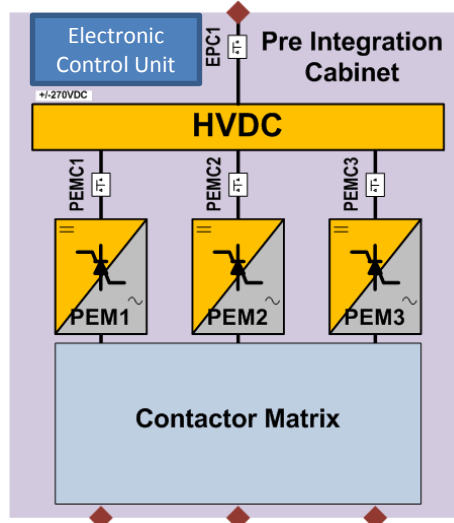 Electronic
Control Unit
EPC1
Pre Integration
Cabinet
+/-270VDC
HVDC
PEMC1
PEMC2
PEMC3
PEM1
PEM2
PEM3
Contactor Matrix